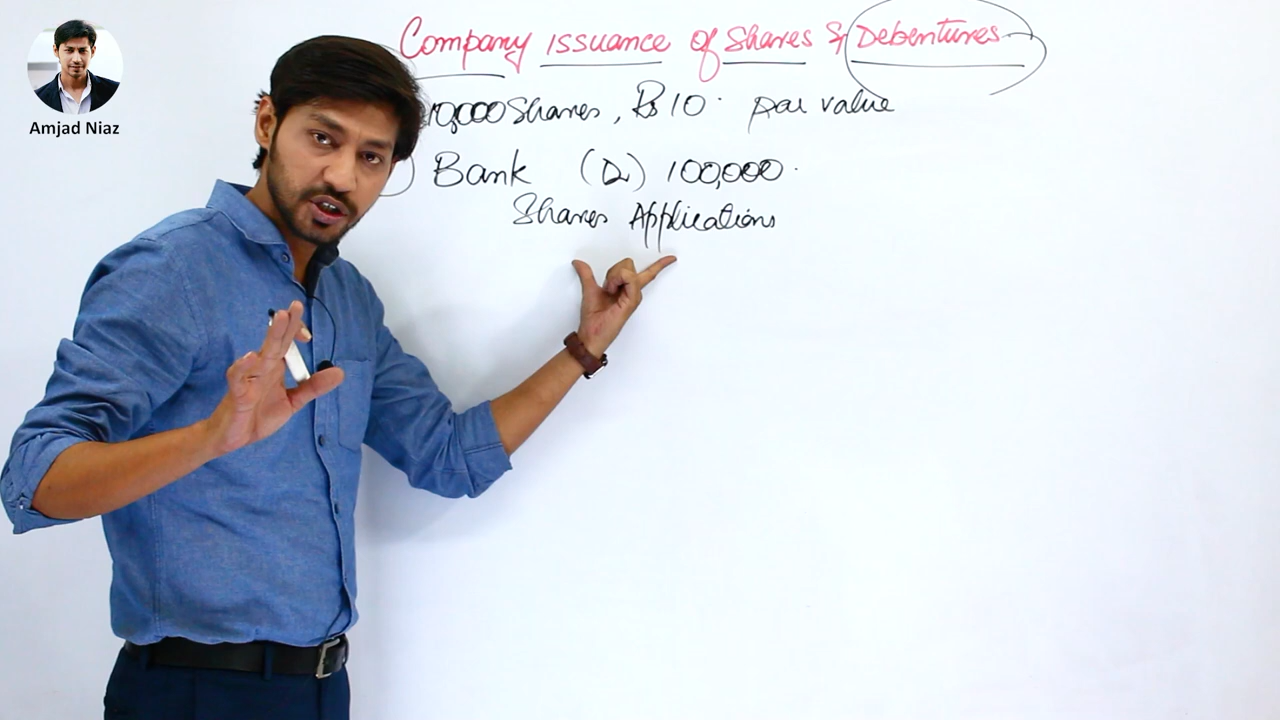 Company issuance of shares & Debentures
Amjad Niaz
10,000 Shares, Rs 10. par value
Bank (Dr) 100,000.
Shares Applications